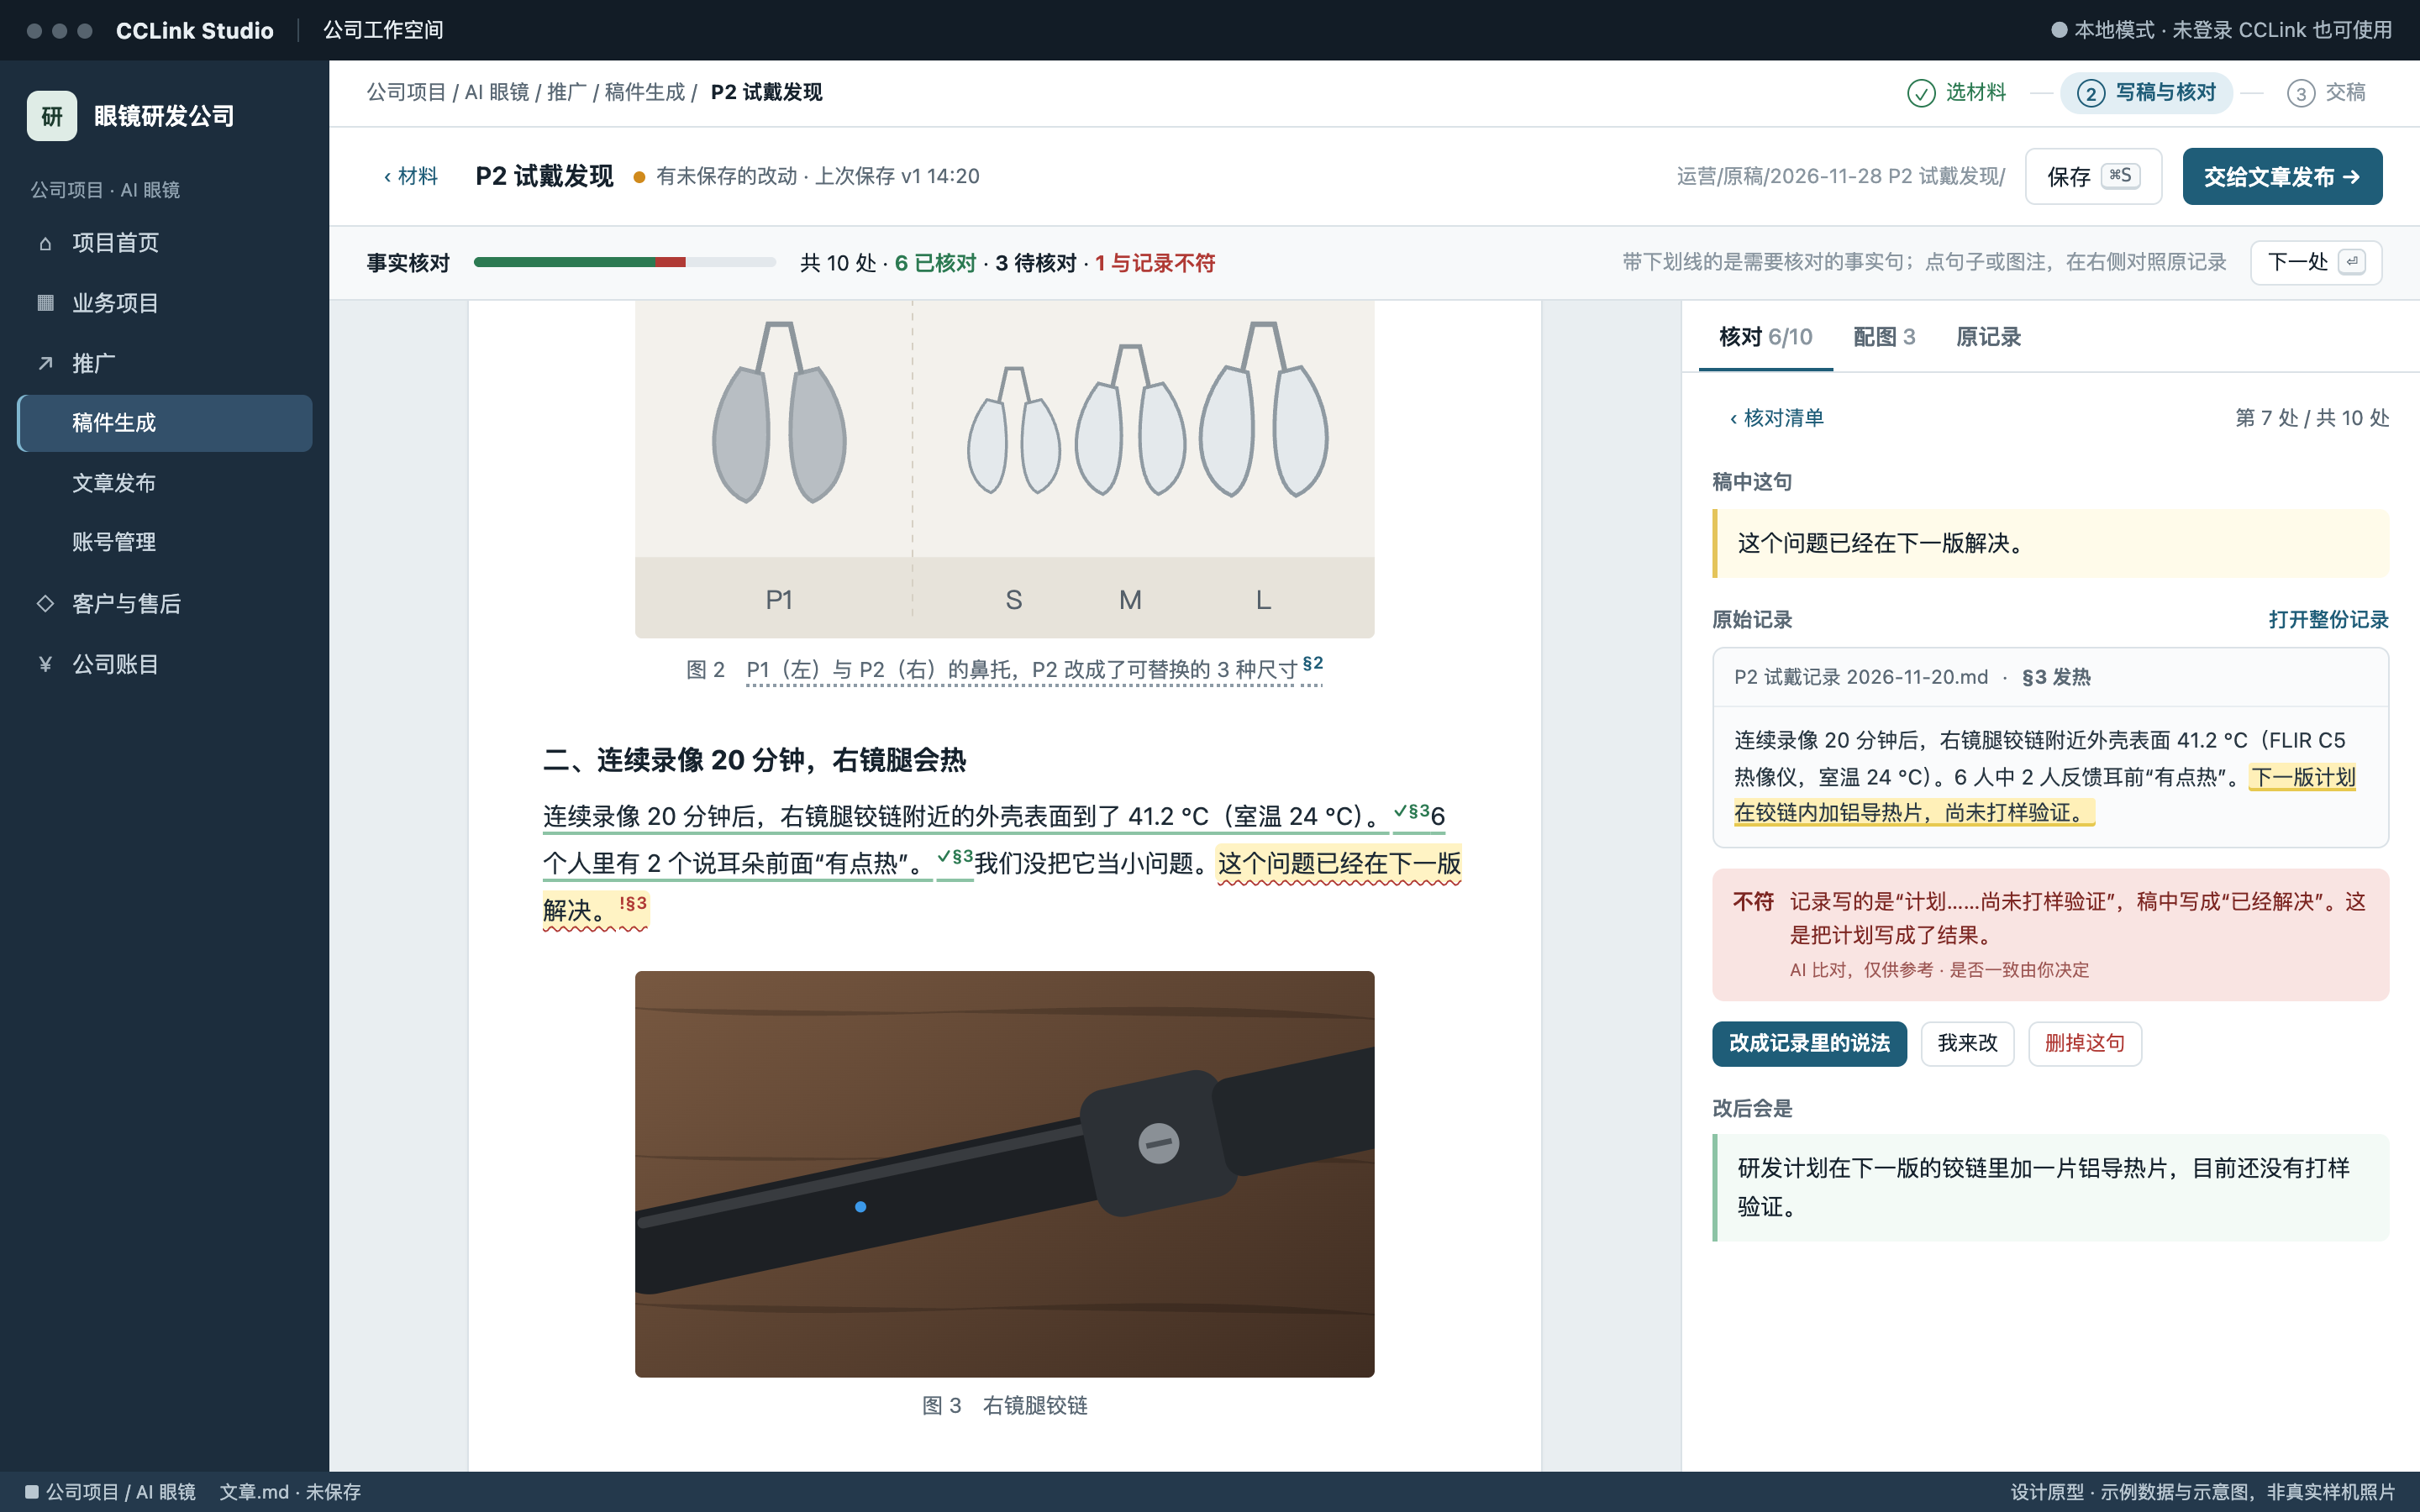 CCLink Studio
公司工作空间
本地模式 · 未登录 CCLink 也可使用
研
眼镜研发公司
公司项目 · AI 眼镜
项目首页
业务项目
推广
稿件生成
文章发布
账号管理
客户与售后
¥ 公司账目
公司项目 / AI 眼镜 / 推广 / 稿件生成 / P2 试戴发现
选材料
2 写稿与核对
3 交稿
‹ 材料
P2 试戴发现
有未保存的改动 · 上次保存 v1 14:20
运营/原稿/2026-11-28 P2 试戴发现/
保存 ⌘S
交给文章发布 →
事实核对
共 10 处 · 6 已核对 · 3 待核对 · 1 与记录不符
带下划线的是需要核对的事实句；点句子或图注，在右侧对照原记录
下一处 ⏎
P1
S
M
L
图 2 P1（左）与 P2（右）的鼻托，P2 改成了可替换的 3 种尺寸 §2
二、连续录像 20 分钟，右镜腿会热
连续录像 20 分钟后，右镜腿铰链附近的外壳表面到了 41.2 °C（室温 24 °C）。✓§36
个人里有 2 个说耳朵前面“有点热”。✓§3我们没把它当小问题。这个问题已经在下一版
解决。!§3
图 3 右镜腿铰链
核对 6/10
配图 3
原记录
‹ 核对清单
第 7 处 / 共 10 处
稿中这句
这个问题已经在下一版解决。
原始记录
打开整份记录
P2 试戴记录 2026-11-20.md · §3 发热
连续录像 20 分钟后，右镜腿铰链附近外壳表面 41.2 °C（FLIR C5
热像仪，室温 24 °C）。6 人中 2 人反馈耳前“有点热”。下一版计划
在铰链内加铝导热片，尚未打样验证。
不符 记录写的是“计划……尚未打样验证”，稿中写成“已经解决”。这
是把计划写成了结果。
AI 比对，仅供参考 · 是否一致由你决定
改成记录里的说法
我来改
删掉这句
改后会是
研发计划在下一版的铰链里加一片铝导热片，目前还没有打样
验证。
公司项目 / AI 眼镜
文章.md · 未保存
设计原型 · 示例数据与示意图，非真实样机照片